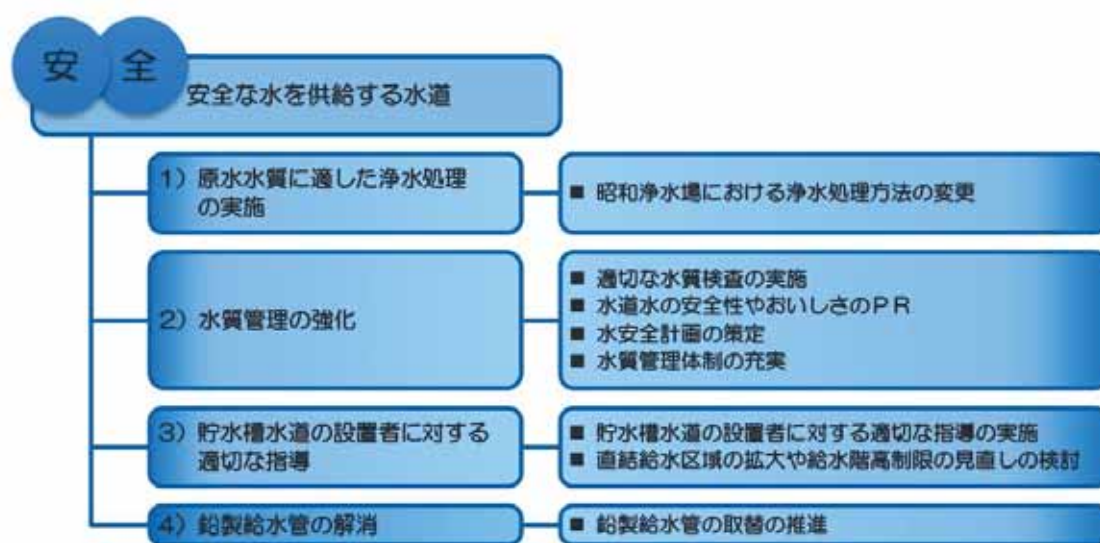 安全
安全な水を供給する水道
1）原水水質に適した浄水処理
の実施
■ 昭和浄水場における浄水処理方法の変更
2）水質管理の強化
■ 適切な水質検査の実施
■ 水道水の安全性やおいしさのＰＲ
■ 水安全計画の策定
■ 水質管理体制の充実
3）貯水槽水道の設置者に対する
適切な指導
■ 貯水槽水道の設置者に対する適切な指導の実施
■ 直結給水区域の拡大や給水階高制限の見直しの検討
4）鉛製給水管の解消
■ 鉛製給水管の取替の推進